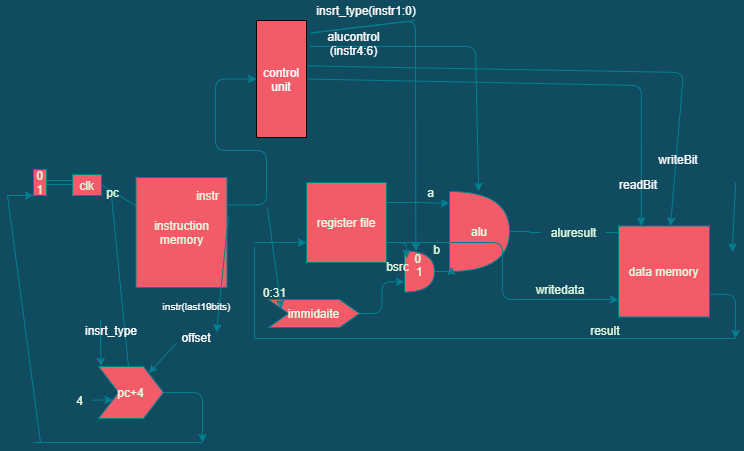 insrt_type(instr1:0)
alucontrol
(instr4:6)
control
unit
writeBit
readBit
0
1
clk
pc
instr
instruction
memory
register file
a
alu
aluresult
b
0
1
bsrc
data memory
writedata
0:31
immidaite
instr(last19bits)
result
insrt_type
offset
pc+4
4